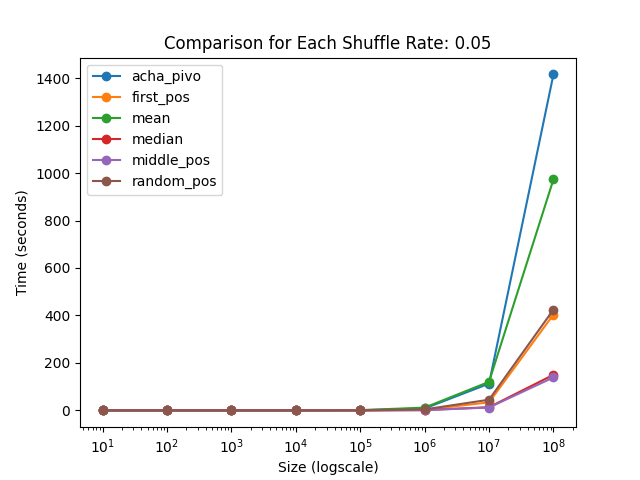 Comparison for Each Shuffle Rate: 0.05
acha_pivo
first_pos
mean
median
middle_pos
random_pos
1400
1200
1000
800
600
400
200
0
Time (seconds)
10¹ 10² 10³ 10⁴ 10⁵ 10⁶ 10⁷ 10⁸
Size (logscale)